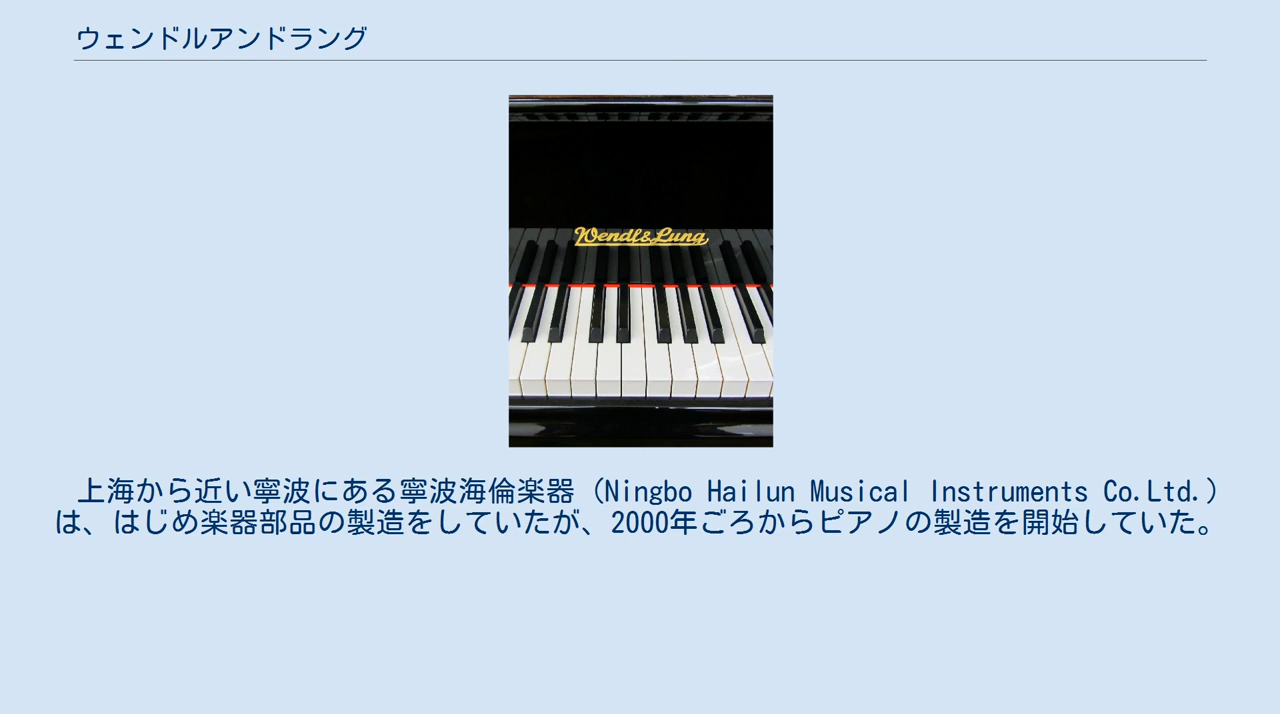 ウェンドルアンドラング
Wendl&Lung
上海から近い寧波にある寧波海倫楽器（Ningbo Hailun Musical Instruments Co.Ltd.）
は、はじめ楽器部品の製造をしていたが、2000年ごろからピアノの製造を開始していた。